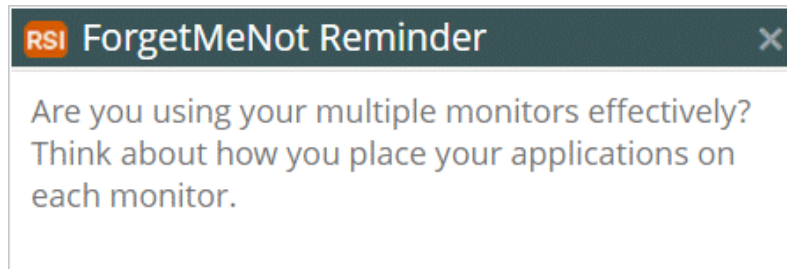 RSI ForgetMeNot Reminder
Are you using your multiple monitors effectively?
Think about how you place your applications on
each monitor.